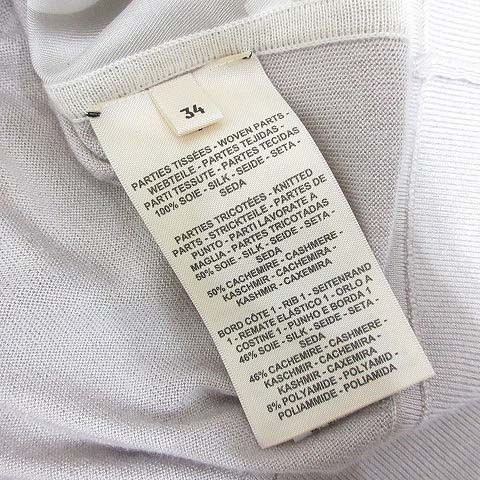 34
PARTIES TISSÉES - WOVEN PARTS -
WEBTEILE - PARTES TEJIDAS -
PARTI TESSUTE - PARTES TECIDAS
100% SOIE - SILK - SEIDE - SETA -
SEDA
PARTIES TRICOTÉES - KNITTED
PARTS - STRICKTEILE - PARTES DE
PUNTO - PARTI LAVORATE A
MAGLIA - PARTES TRICOTADAS
50% SOIE - SILK - SEIDE - SETA -
SEDA
50% CACHEMIRE - CASHMERE -
KASCHMIR - CACHEMIRA -
KASHMIR - CAXEMIRA
BORD CÔTE 1 - RIB 1 - SEITENRAND
1 - REMATE ELÁSTICO 1 - ORLO A
COSTINE 1 - PUNHO E BORDA 1
46% SOIE - SILK - SEIDE - SETA -
SEDA
46% CACHEMIRE - CASHMERE -
KASCHMIR - CACHEMIRA -
KASHMIR - CAXEMIRA
8% POLYAMIDE - POLYAMID -
POLIAMMIDE - POLIAMIDA